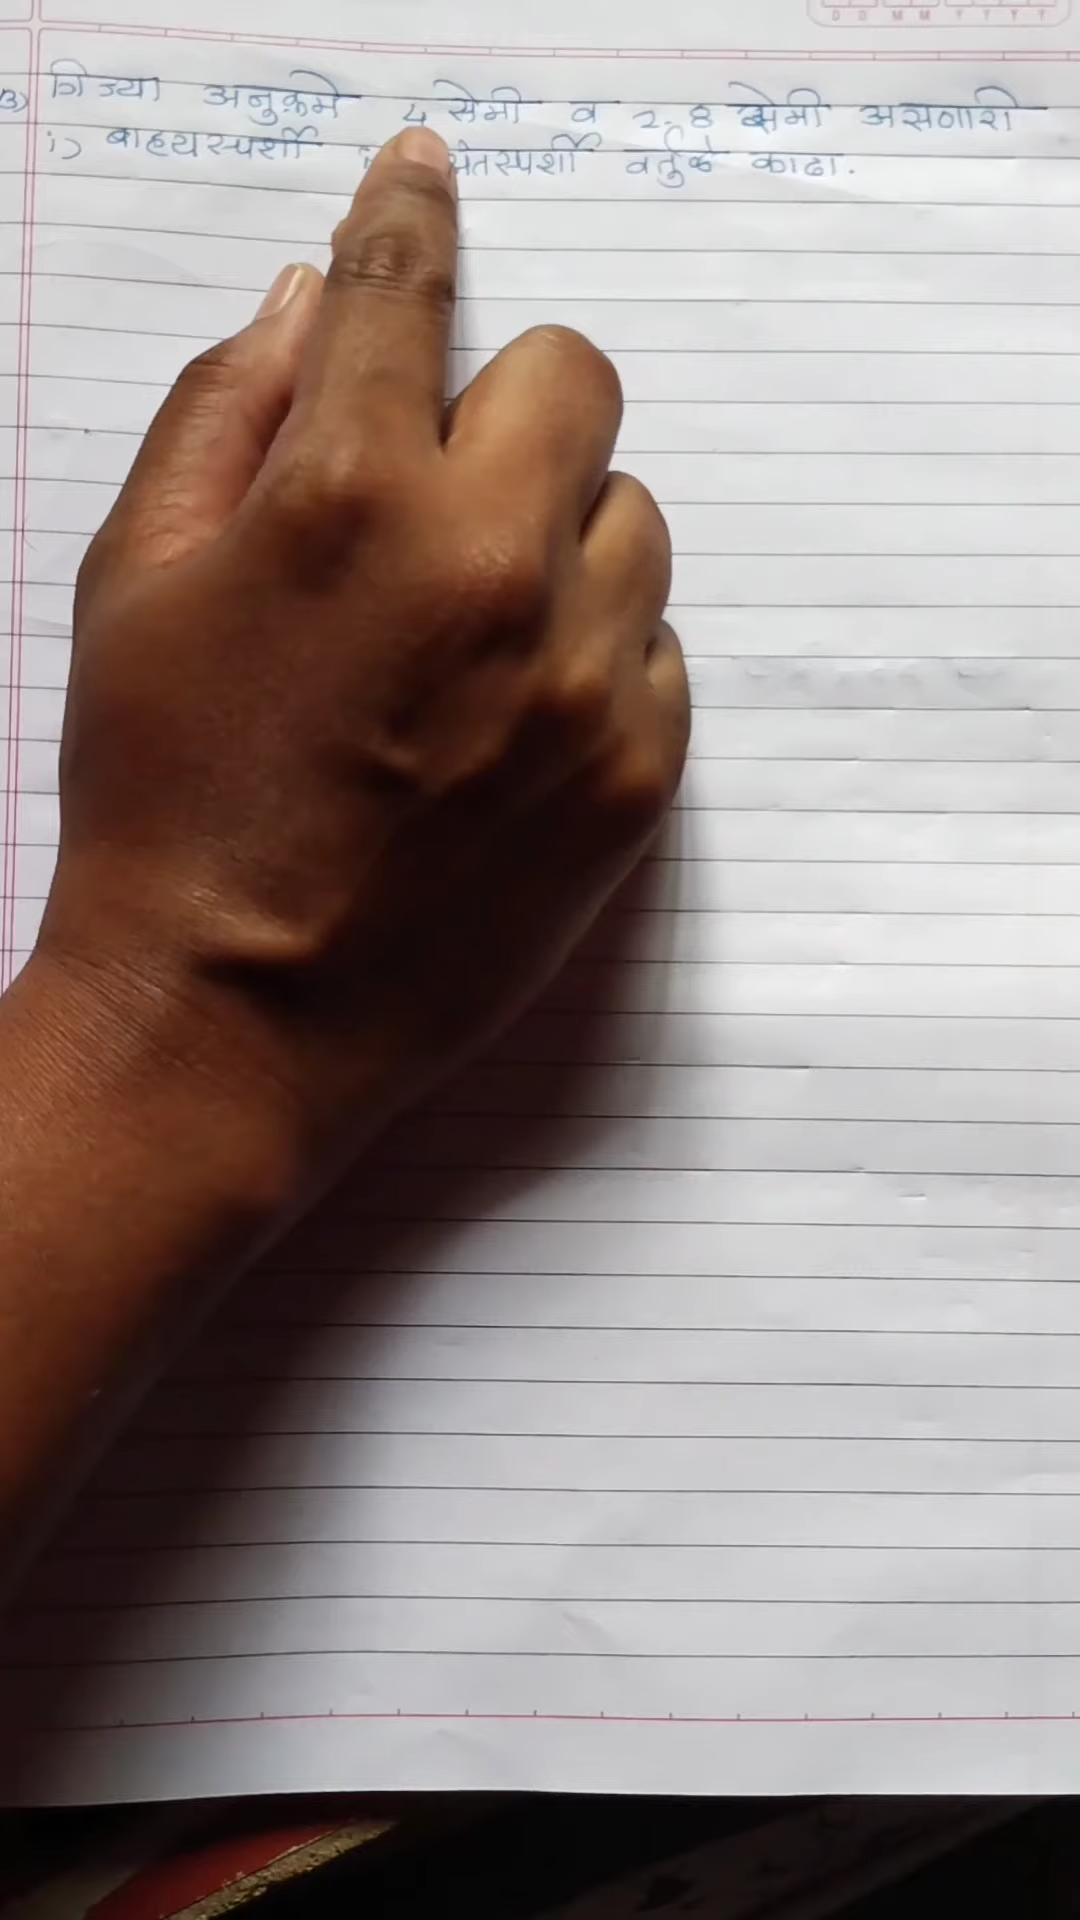 D D M M Y Y Y Y
3) त्रिज्या अनुक्रमे 4 सेमी व 2.8 सेमी असणारी
i) बाह्यस्पर्शी अंतस्पर्शी वर्तुळे काढा.